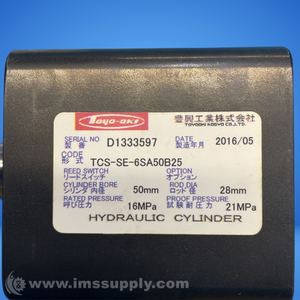 TOYO-OKI
豊興工業株式会社
TOYOOKI KOGYO CO.,LTD.
SERIAL NO
製番
D1333597
DATE
製造年月
2016/05
CODE
形式
TCS-SE-6SA50B25
REED SWITCH
リードスイッチ
OPTION
オプション
CYLINDER BORE
シリンダ内径
50mm
ROD DIA
ロッド径
28mm
RATED PRESSURE
呼び圧力
16MPa
PROOF PRESSURE
試験耐圧力
21MPa
HYDRAULIC CYLINDER
www.imssupply.com